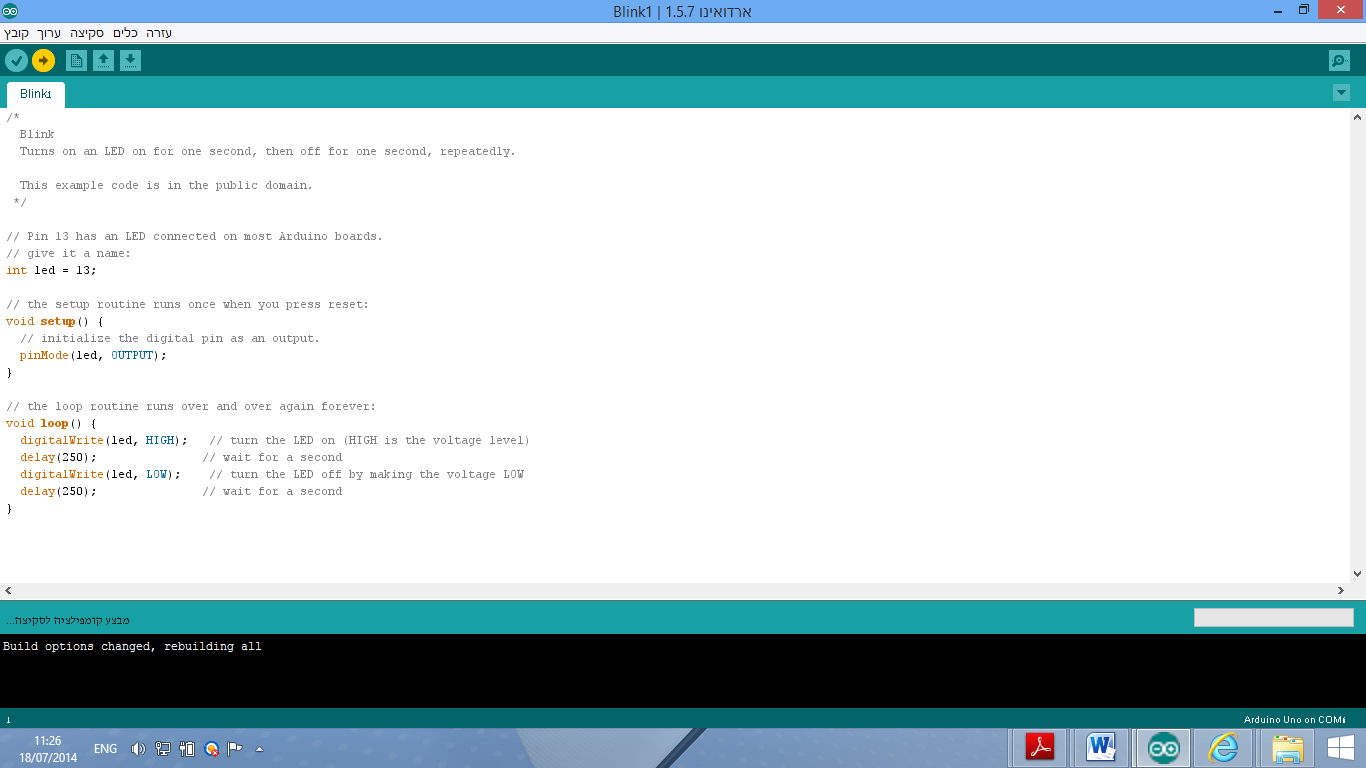 Blink1 | 1.5.7 ארדואינו
קובץ ערוך סקיצה כלים עזרה
Blink1
/*
  Blink
  Turns on an LED on for one second, then off for one second, repeatedly.
  This example code is in the public domain.
 */
// Pin 13 has an LED connected on most Arduino boards.
// give it a name:
int led = 13;
// the setup routine runs once when you press reset:
void setup() {
  // initialize the digital pin as an output.
  pinMode(led, OUTPUT);
}
// the loop routine runs over and over again forever:
void loop() {
  digitalWrite(led, HIGH);   // turn the LED on (HIGH is the voltage level)
  delay(250);               // wait for a second
  digitalWrite(led, LOW);    // turn the LED off by making the voltage LOW
  delay(250);               // wait for a second
}
מבצע קומפילציה לסקיצה...
Build options changed, rebuilding all
1
Arduino Uno on COM1
11:26
ENG
18/07/2014